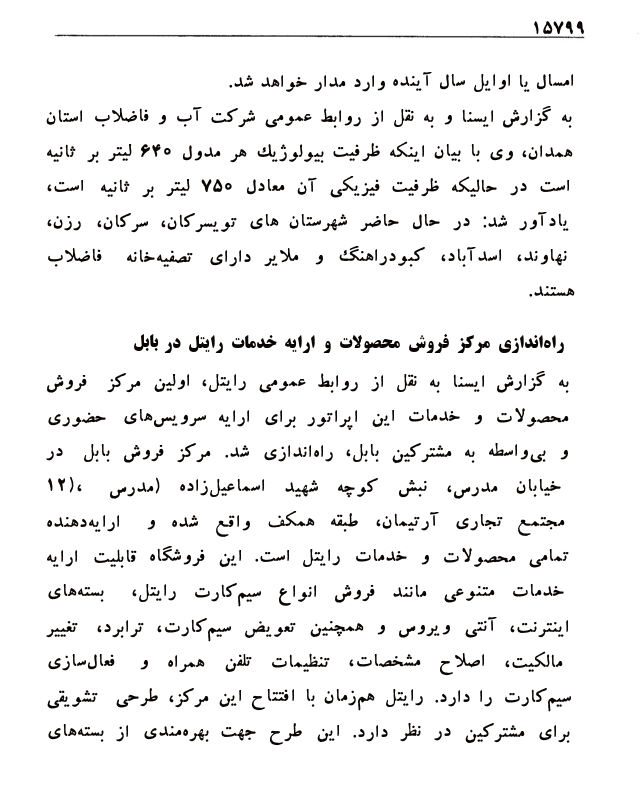 ۱۵۷۹۹
امسال یا اوایل سال آینده وارد مدار خواهد شد.
به گزارش ایسنا و به نقل از روابط عمومی شرکت آب و فاضلاب استان
همدان، وی با بیان اینکه ظرفیت بیولوژیك هر مدول ۶۴۰ لیتر بر ثانیه
است در حالیکه ظرفیت فیزیکی آن معادل ۷۵۰ لیتر بر ثانیه است،
یادآور شد: در حال حاضر شهرستان های تویسرکان، سرکان، رزن،
نهاوند، اسدآباد، کبودراهنگ و ملایر دارای تصفیه‌خانه فاضلاب
هستند.
راه‌اندازی مرکز فروش محصولات و ارایه خدمات رایتل در بابل
به گزارش ایسنا به نقل از روابط عمومی رایتل، اولین مرکز فروش
محصولات و خدمات این اپراتور برای ارایه سرویس‌های حضوری
و بی‌واسطه به مشترکین بابل، راه‌اندازی شد. مرکز فروش بابل در
خیابان مدرس، نبش کوچه شهید اسماعیل‌زاده (مدرس ،(۱۲
مجتمع تجاری آرتیمان، طبقه همکف واقع شده و ارایه‌دهنده
تمامی محصولات و خدمات رایتل است. این فروشگاه قابلیت ارایه
خدمات متنوعی مانند فروش انواع سیم‌کارت رایتل، بسته‌های
اینترنت، آنتی ویروس و همچنین تعویض سیم‌کارت، ترابرد، تغییر
مالکیت، اصلاح مشخصات، تنظیمات تلفن همراه و فعال‌سازی
سیم‌کارت را دارد. رایتل هم‌زمان با افتتاح این مرکز، طرحی تشویقی
برای مشترکین در نظر دارد. این طرح جهت بهره‌مندی از بسته‌های